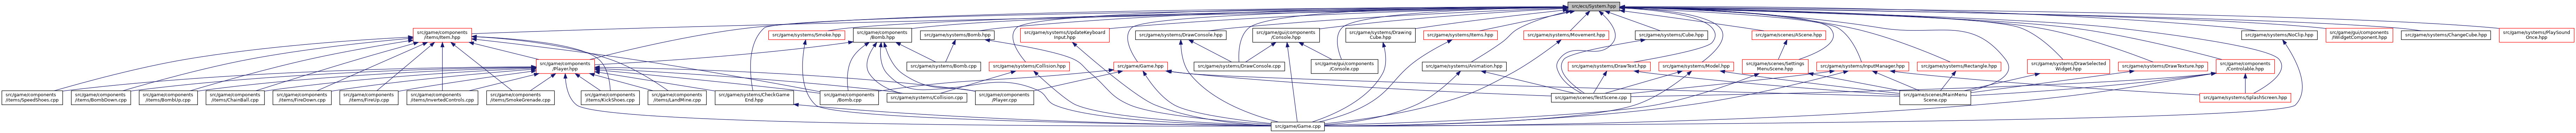 src/ecs/System.hpp
src/game/components
/items/Item.hpp
src/game/systems/Smoke.hpp
src/game/components
/Bomb.hpp
src/game/systems/Bomb.hpp
src/game/systems/UpdateKeyboard
Input.hpp
src/game/systems/DrawConsole.hpp
src/game/gui/components
/Console.hpp
src/game/systems/Drawing
Cube.hpp
src/game/systems/Items.hpp
src/game/systems/Movement.hpp
src/game/systems/Cube.hpp
src/game/scenes/AScene.hpp
src/game/systems/NoClip.hpp
src/game/gui/components
/WidgetComponent.hpp
src/game/systems/ChangeCube.hpp
src/game/systems/PlaySound
Once.hpp
src/game/components
/Player.hpp
src/game/systems/Bomb.cpp
src/game/systems/Collision.hpp
src/game/Game.hpp
src/game/systems/DrawConsole.cpp
src/game/gui/components
/Console.cpp
src/game/systems/Animation.hpp
src/game/systems/DrawText.hpp
src/game/systems/Model.hpp
src/game/scenes/Settings
Menu/Scene.hpp
src/game/systems/InputManager.hpp
src/game/systems/Rectangle.hpp
src/game/systems/DrawSelected
Widget.hpp
src/game/systems/DrawTexture.hpp
src/game/components
/Controlable.hpp
src/game/components
/items/SpeedShoes.cpp
src/game/components
/items/BombDown.cpp
src/game/components
/items/BombUp.cpp
src/game/components
/items/ChainBall.cpp
src/game/components
/items/FireDown.cpp
src/game/components
/items/FireUp.cpp
src/game/components
/items/InvertedControls.cpp
src/game/components
/items/SmokeGrenade.cpp
src/game/components
/items/KickShoes.cpp
src/game/components
/items/LandMine.cpp
src/game/systems/CheckGame
End.hpp
src/game/components
/Bomb.cpp
src/game/systems/Collision.cpp
src/game/components
/Player.cpp
src/game/scenes/TestScene.cpp
src/game/scenes/MainMenu
Scene.cpp
src/game/systems/SplashScreen.hpp
src/game/Game.cpp